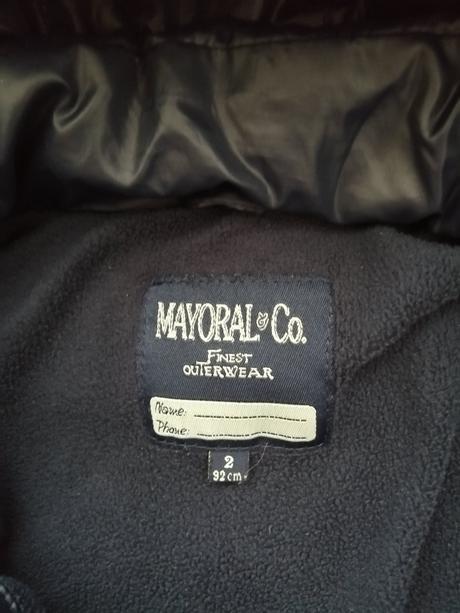 MAYORAL & Co.
FINEST
OUTERWEAR
Name:
Phone:
2
92 cm.